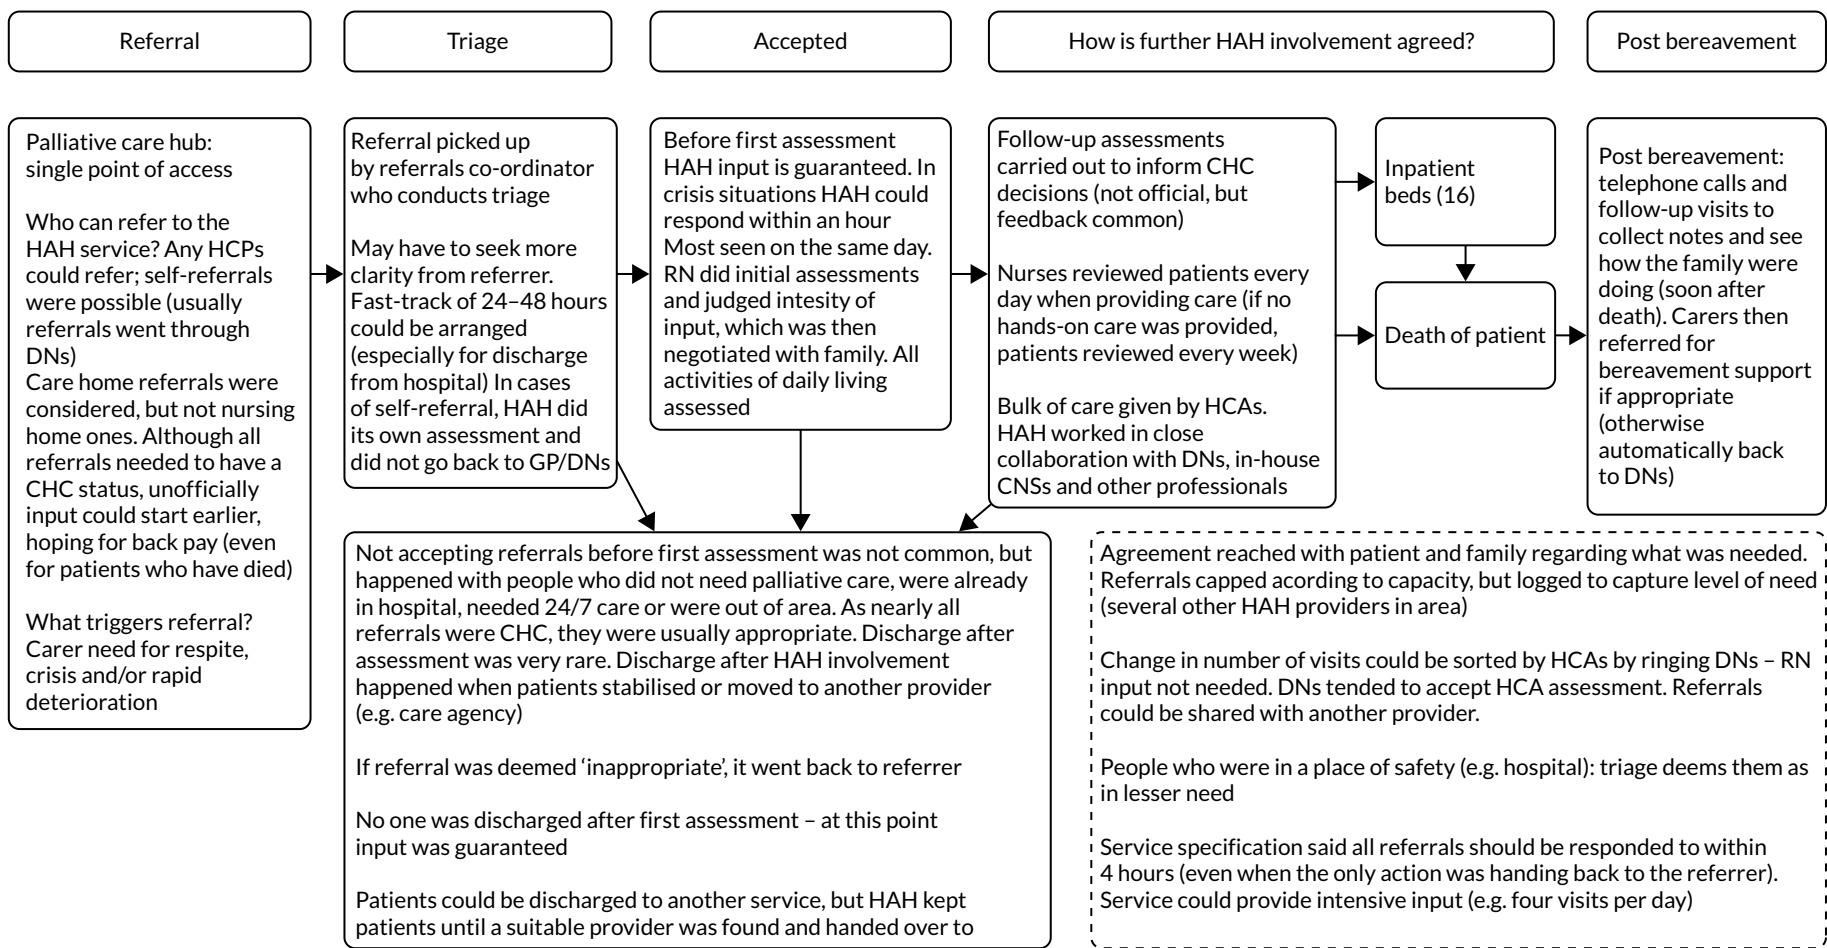 Referral
Triage
Accepted
How is further HAH involvement agreed?
Post bereavement
Palliative care hub:
single point of access
Who can refer to the
HAH service? Any HCPs
could refer; self-referrals
were possible (usually
referrals went through
DNs)
Care home referrals were
considered, but not nursing
home ones. Although all
referrals needed to have a
CHC status, unofficially
input could start earlier,
hoping for back pay (even
for patients who have died)
What triggers referral?
Carer need for respite,
crisis and/or rapid
deterioration
Referral picked up
by referrals co-ordinator
who conducts triage
May have to seek more
clarity from referrer.
Fast-track of 24–48 hours
could be arranged
(especially for discharge
from hospital) In cases
of self-referral, HAH did
its own assessment and
did not go back to GP/DNs
Before first assessment
HAH input is guaranteed. In
crisis situations HAH could
respond within an hour
Most seen on the same day.
RN did initial assessments
and judged intesity of
input, which was then
negotiated with family. All
activities of daily living
assessed
Follow-up assessments
carried out to inform CHC
decisions (not official, but
feedback common)
Nurses reviewed patients every
day when providing care (if no
hands-on care was provided,
patients reviewed every week)
Bulk of care given by HCAs.
HAH worked in close
collaboration with DNs, in-house
CNSs and other professionals
Inpatient
beds (16)
Death of patient
Post bereavement:
telephone calls and
follow-up visits to
collect notes and see
how the family were
doing (soon after
death). Carers then
referred for
bereavement support
if appropriate
(otherwise
automatically back
to DNs)
Not accepting referrals before first assessment was not common, but
happened with people who did not need palliative care, were already
in hospital, needed 24/7 care or were out of area. As nearly all
referrals were CHC, they were usually appropriate. Discharge after
assessment was very rare. Discharge after HAH involvement
happened when patients stabilised or moved to another provider
(e.g. care agency)
If referral was deemed ‘inappropriate’, it went back to referrer
No one was discharged after first assessment – at this point
input was guaranteed
Patients could be discharged to another service, but HAH kept
patients until a suitable provider was found and handed over to
Agreement reached with patient and family regarding what was needed.
Referrals capped acording to capacity, but logged to capture level of need
(several other HAH providers in area)
Change in number of visits could be sorted by HCAs by ringing DNs – RN
input not needed. DNs tended to accept HCA assessment. Referrals
could be shared with another provider.
People who were in a place of safety (e.g. hospital): triage deems them as
in lesser need
Service specification said all referrals should be responded to within
4 hours (even when the only action was handing back to the referrer).
Service could provide intensive input (e.g. four visits per day)